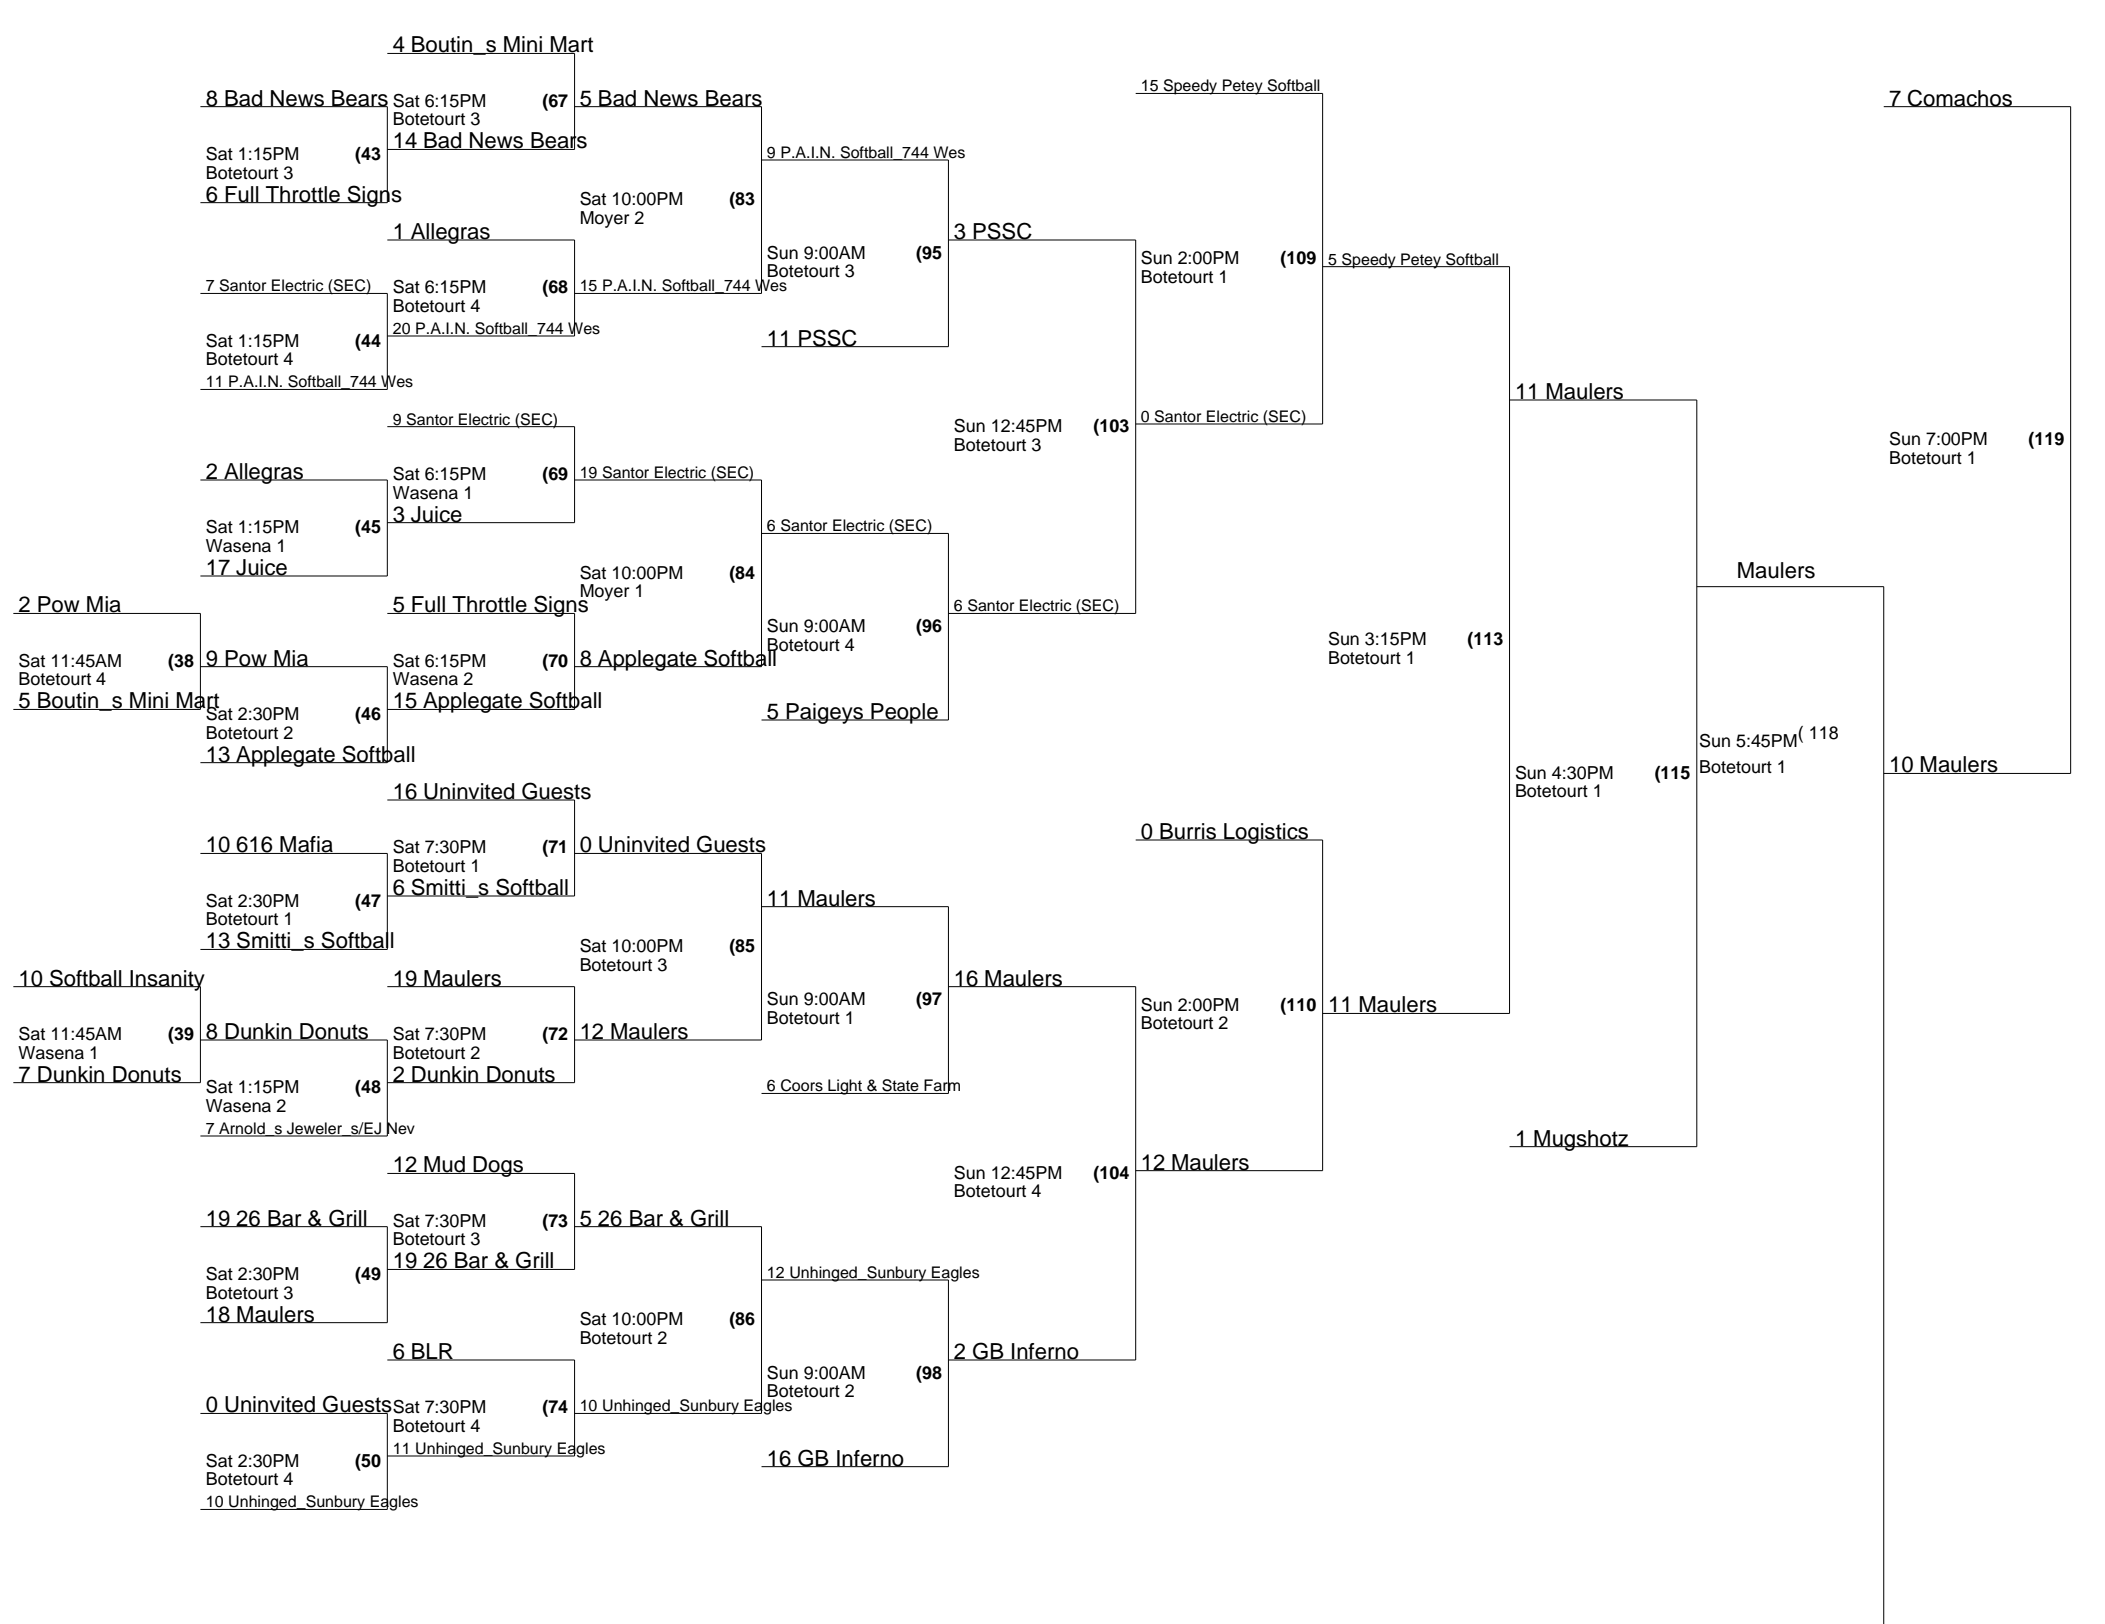 4 Boutin_s Mini Mart
8 Bad News Bears
Sat 6:15PM (67
Botetourt 3
5 Bad News Bears
14 Bad News Bears
Sat 1:15PM (43
Botetourt 3
6 Full Throttle Signs
9 P.A.I.N. Softball_744 Wes
Sat 10:00PM (83
Moyer 2
1 Allegras
7 Santor Electric (SEC)
Sat 6:15PM (68
Botetourt 4
15 P.A.I.N. Softball_744 Wes
20 P.A.I.N. Softball_744 Wes
Sat 1:15PM (44
Botetourt 4
11 P.A.I.N. Softball_744 Wes
Sun 9:00AM (95
Botetourt 3
3 PSSC
11 PSSC
9 Santor Electric (SEC)
2 Allegras
Sat 6:15PM (69
Wasena 1
19 Santor Electric (SEC)
3 Juice
Sat 1:15PM (45
Wasena 1
17 Juice
6 Santor Electric (SEC)
Sat 10:00PM (84
Moyer 1
2 Pow Mia
5 Full Throttle Signs
Sat 11:45AM (38
Botetourt 4
9 Pow Mia
Sat 6:15PM (70
Wasena 2
8 Applegate Softball
5 Boutin_s Mini Mart
15 Applegate Softball
Sat 2:30PM (46
Botetourt 2
13 Applegate Softball
Sun 9:00AM (96
Botetourt 4
6 Santor Electric (SEC)
5 Paigeys People
Sun 12:45PM (103
Botetourt 3
15 Speedy Petey Softball
Sun 2:00PM (109
Botetourt 1
5 Speedy Petey Softball
0 Santor Electric (SEC)
16 Uninvited Guests
10 616 Mafia
Sat 7:30PM (71
Botetourt 1
0 Uninvited Guests
6 Smitti_s Softball
Sat 2:30PM (47
Botetourt 1
13 Smitti_s Softball
11 Maulers
Sat 10:00PM (85
Botetourt 3
10 Softball Insanity
19 Maulers
Sat 11:45AM (39
Wasena 1
8 Dunkin Donuts
Sat 7:30PM (72
Botetourt 2
12 Maulers
7 Dunkin Donuts
2 Dunkin Donuts
Sat 1:15PM (48
Wasena 2
7 Arnold_s Jeweler_s/EJ Nev
Sun 9:00AM (97
Botetourt 1
16 Maulers
6 Coors Light & State Farm
12 Mud Dogs
19 26 Bar & Grill
Sat 7:30PM (73
Botetourt 3
5 26 Bar & Grill
19 26 Bar & Grill
Sat 2:30PM (49
Botetourt 3
18 Maulers
12 Unhinged_Sunbury Eagles
Sat 10:00PM (86
Botetourt 2
6 BLR
0 Uninvited Guests
Sat 7:30PM (74
Botetourt 4
10 Unhinged_Sunbury Eagles
11 Unhinged_Sunbury Eagles
Sat 2:30PM (50
Botetourt 4
10 Unhinged_Sunbury Eagles
Sun 9:00AM (98
Botetourt 2
2 GB Inferno
16 GB Inferno
Sun 12:45PM (104
Botetourt 4
0 Burris Logistics
Sun 2:00PM (110
Botetourt 2
11 Maulers
12 Maulers
Sun 3:15PM (113
Botetourt 1
11 Maulers
Sun 4:30PM (115
Botetourt 1
1 Mugshotz
Maulers
Sun 5:45PM ( 118
Botetourt 1
7 Comachos
Sun 7:00PM (119
Botetourt 1
10 Maulers